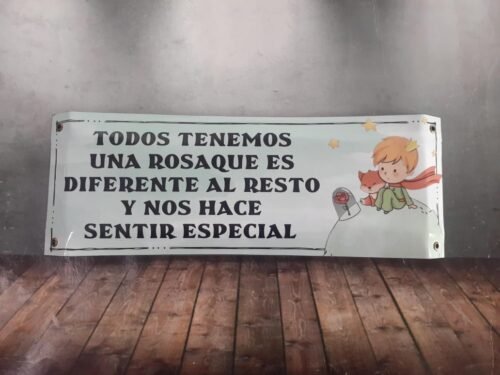 TODOS TENEMOS
UNA ROSAQUE ES
DIFERENTE AL RESTO
Y NOS HACE
SENTIR ESPECIAL